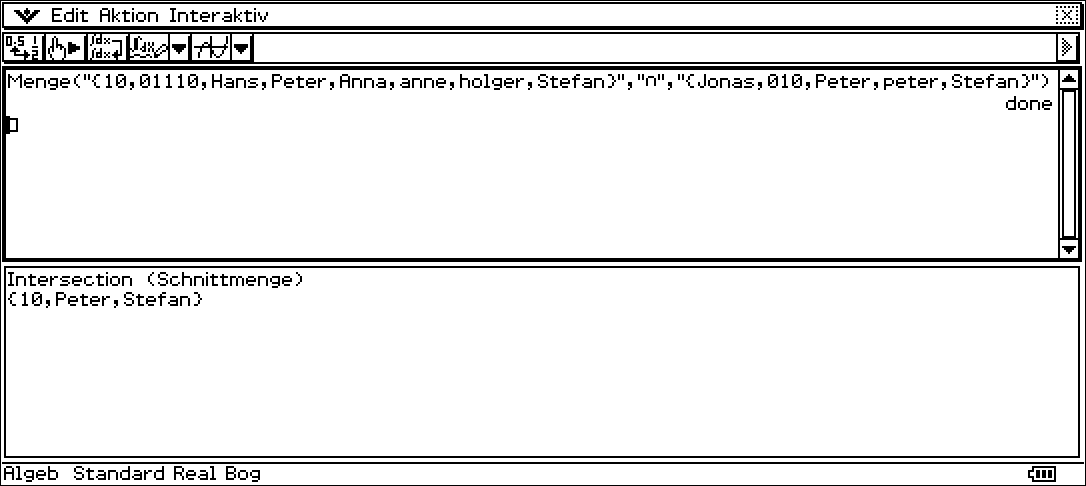 Edit Aktion Interaktiv
Menge("{10,01110,Hans,Peter,Anna,anne,holger,Stefan}","∩","{Jonas,010,Peter,peter,Stefan}")
done
Intersection (Schnittmenge)
{10,Peter,Stefan}
Algeb Standard Real Bog